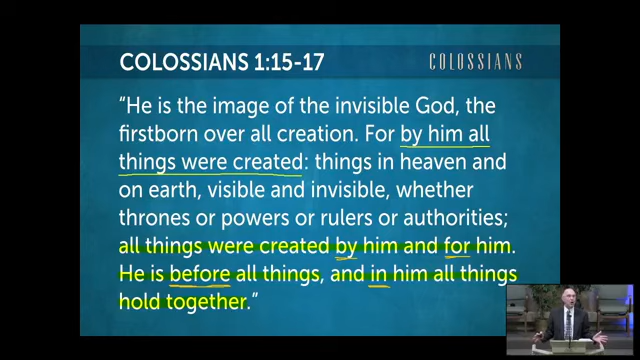 COLOSSIANS 1:15-17
COLOSSIANS
“He is the image of the invisible God, the
firstborn over all creation. For by him all
things were created: things in heaven and
on earth, visible and invisible, whether
thrones or powers or rulers or authorities;
all things were created by him and for him.
He is before all things, and in him all things
hold together.”